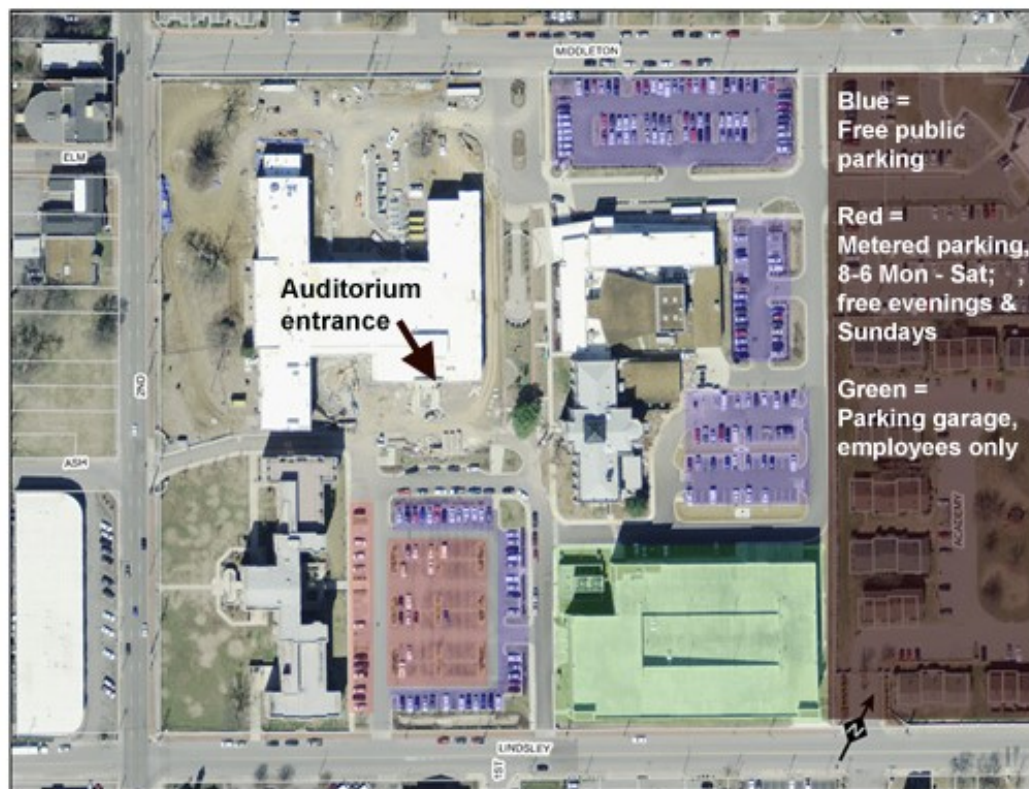 MIDDLETON
Blue =
Free public
parking
ELM
Red =
Metered parking,
8-6 Mon - Sat;  ,
free evenings &
Sundays
Auditorium
entrance
2ND
Green =
Parking garage,
employees only
ASH
ACADEMY
N
LINDSLEY
1ST